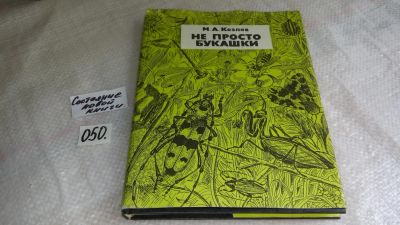 М.А.Козлов
НЕ ПРОСТО
БУКАШКИ
Состояние
новой
книги
050.